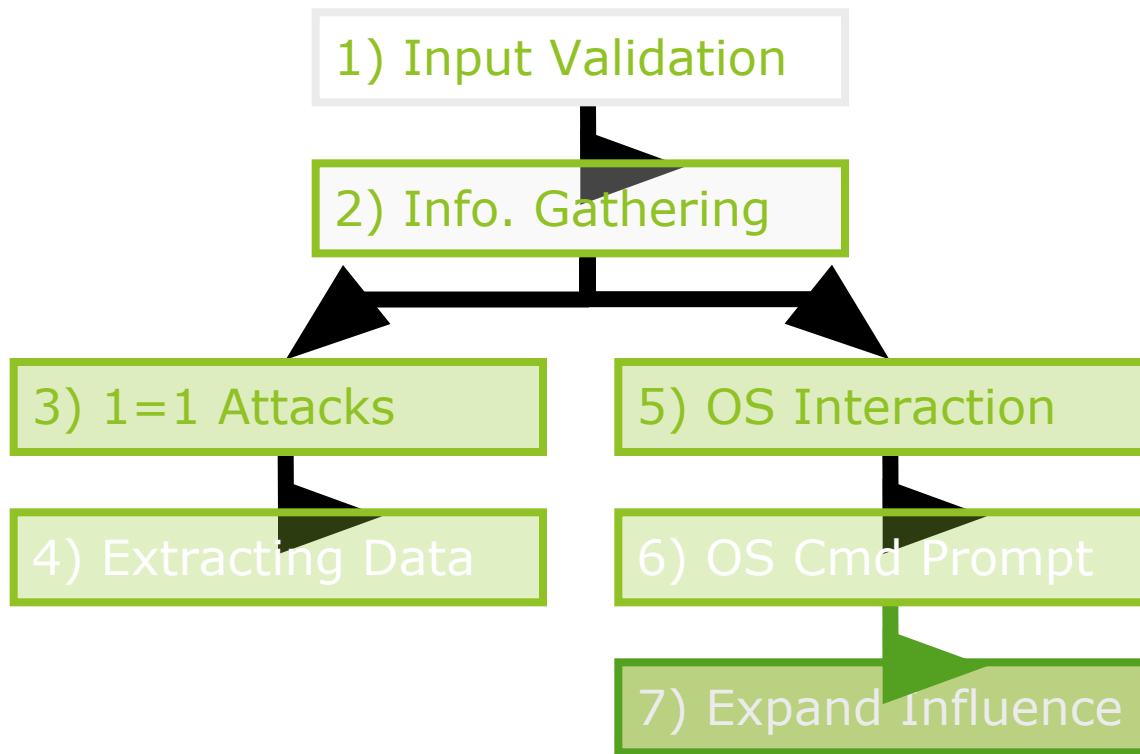 1) Input Validation
2) Info. Gathering
3) 1=1 Attacks
5) OS Interaction
4) Extracting Data
6) OS Cmd Prompt
7) Expand Influence